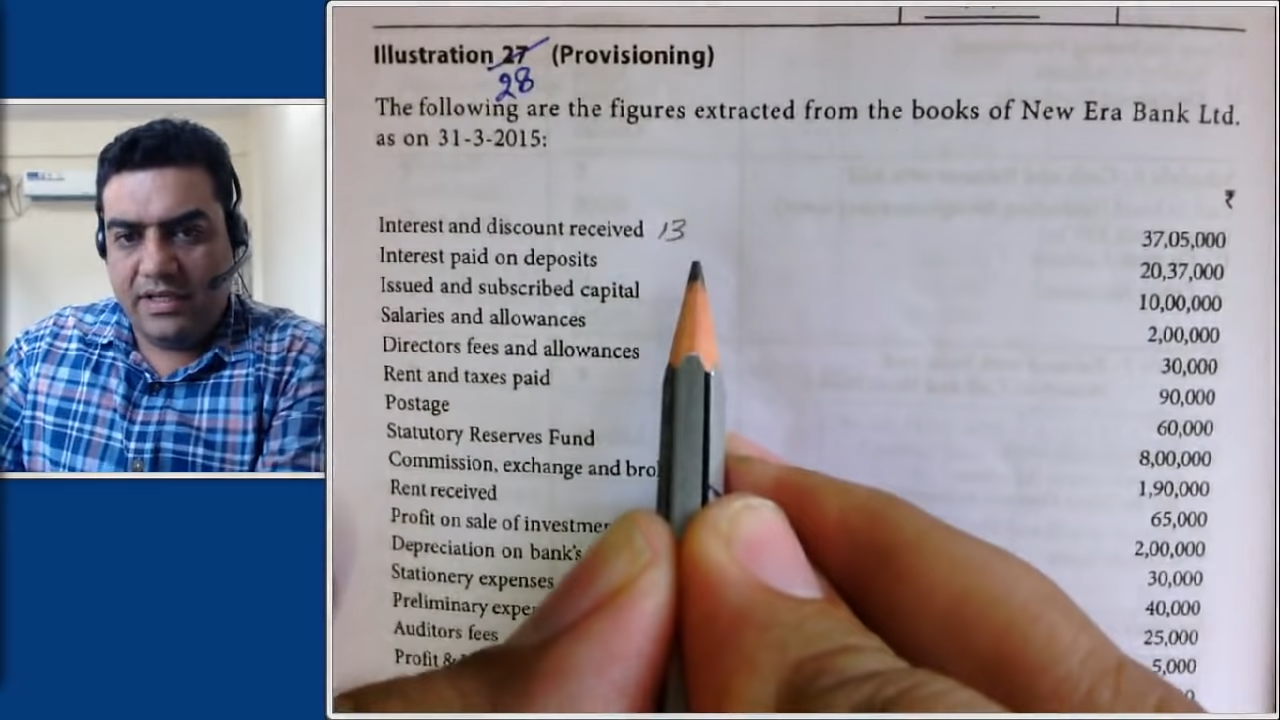 Illustration 27 (Provisioning)
28
The following are the figures extracted from the books of New Era Bank Ltd.
as on 31-3-2015:
₹
Interest and discount received 13 37,05,000
Interest paid on deposits 20,37,000
Issued and subscribed capital 10,00,000
Salaries and allowances 2,00,000
Directors fees and allowances 30,000
Rent and taxes paid 90,000
Postage 60,000
Statutory Reserves Fund 8,00,000
Commission, exchange and bro 1,90,000
Rent received 65,000
Profit on sale of investmen 2,00,000
Depreciation on bank's 30,000
Stationery expenses 40,000
Preliminary expe 25,000
Auditors fees 5,000
Profit &